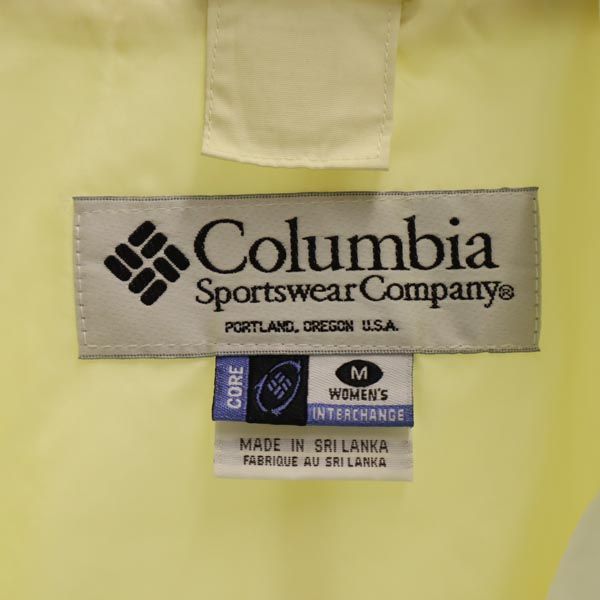 Columbia
Sportswear Company®
PORTLAND, OREGON U.S.A.
CORE
M
WOMEN'S
INTERCHANGE
MADE IN SRI LANKA
FABRIQUE AU SRI LANKA